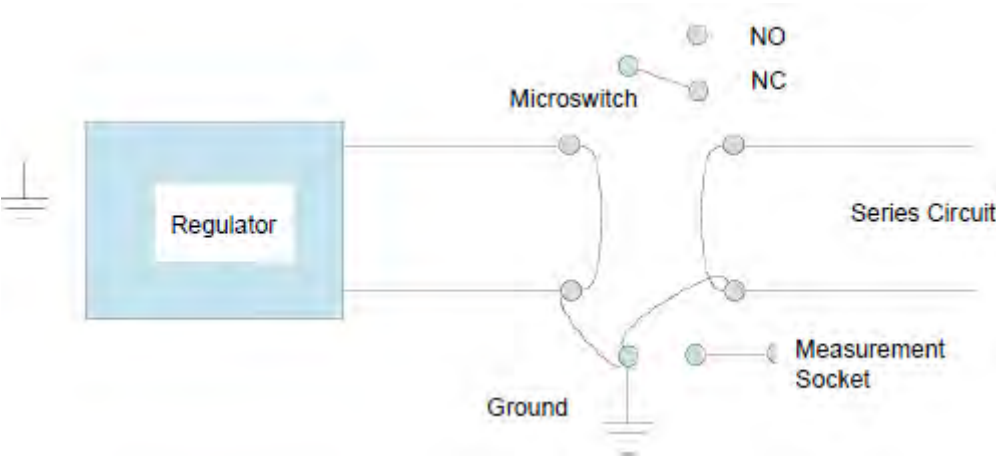 NO
NC
Microswitch
Regulator
Series Circuit
Measurement
Socket
Ground